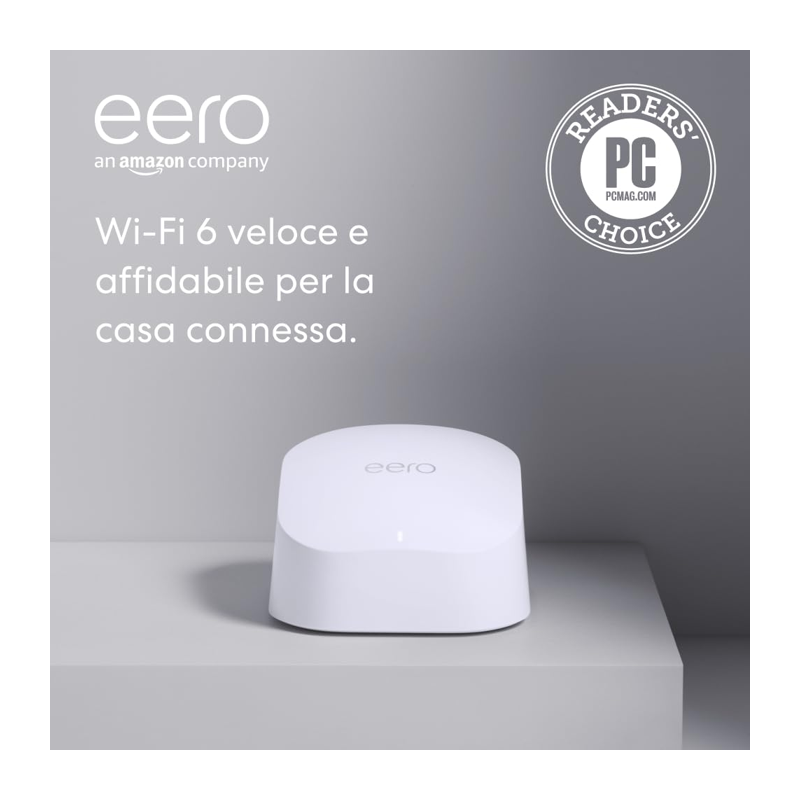 eero
an amazon company
Wi-Fi 6 veloce e
affidabile per la
casa connessa.
READERS'
PC
PCMAG.COM
CHOICE
eero